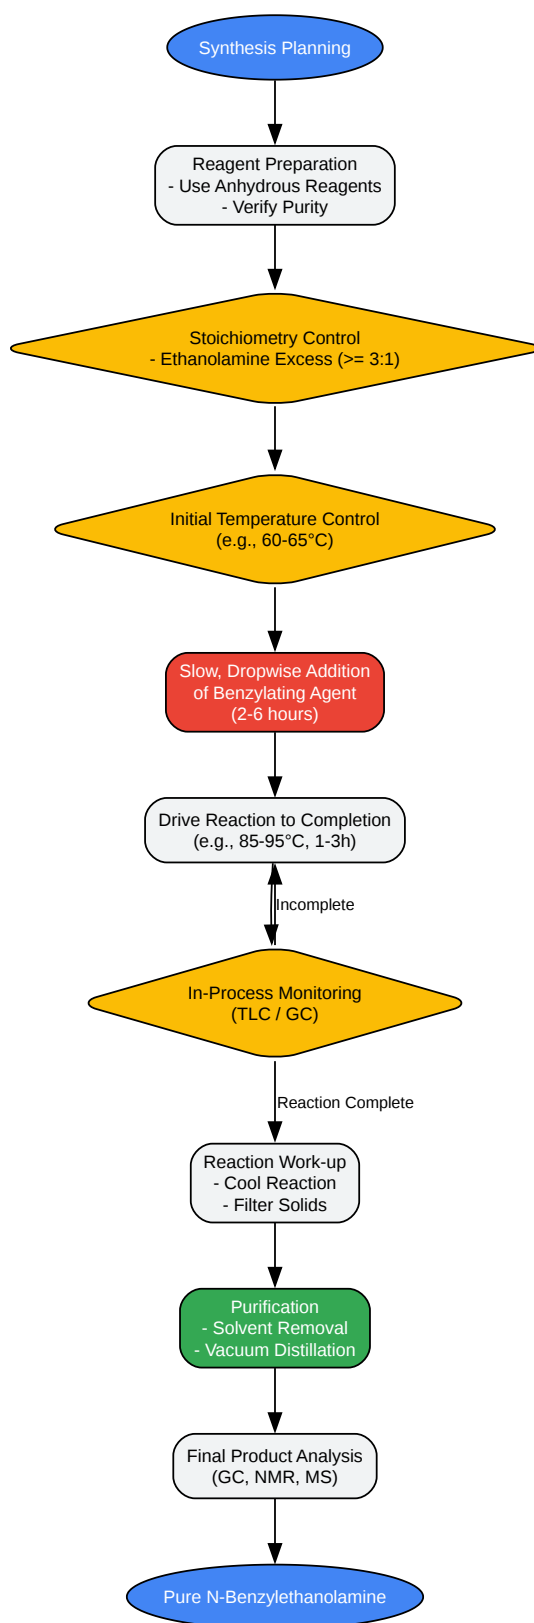 Synthesis Planning
Reagent Preparation
- Use Anhydrous Reagents
- Verify Purity
Stoichiometry Control
- Ethanolamine Excess (>= 3:1)
Initial Temperature Control
(e.g., 60-65°C)
Slow, Dropwise Addition
of Benzylating Agent
(2-6 hours)
Drive Reaction to Completion
(e.g., 85-95°C, 1-3h)
Incomplete
In-Process Monitoring
(TLC / GC)
Reaction Complete
Reaction Work-up
- Cool Reaction
- Filter Solids
Purification
- Solvent Removal
- Vacuum Distillation
Final Product Analysis
(GC, NMR, MS)
Pure N-Benzylethanolamine